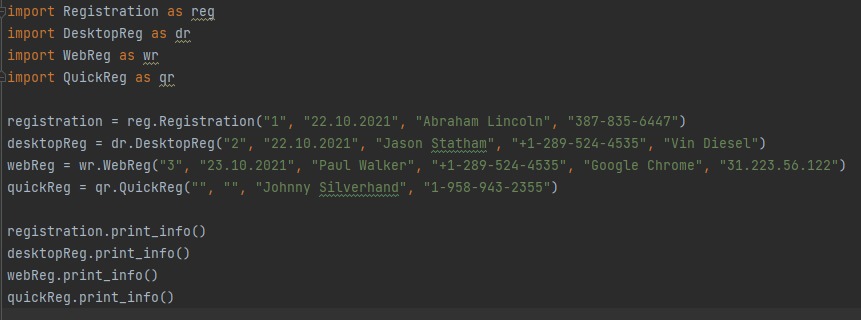 import Registration as reg
import DesktopReg as dr
import WebReg as wr
import QuickReg as qr
registration = reg.Registration("1", "22.10.2021", "Abraham Lincoln", "387-835-6447")
desktopReg = dr.DesktopReg("2", "22.10.2021", "Jason Statham", "+1-289-524-4535", "Vin Diesel")
webReg = wr.WebReg("3", "23.10.2021", "Paul Walker", "+1-289-524-4535", "Google Chrome", "31.223.56.122")
quickReg = qr.QuickReg("", "", "Johnny Silverhand", "1-958-943-2355")
registration.print_info()
desktopReg.print_info()
webReg.print_info()
quickReg.print_info()